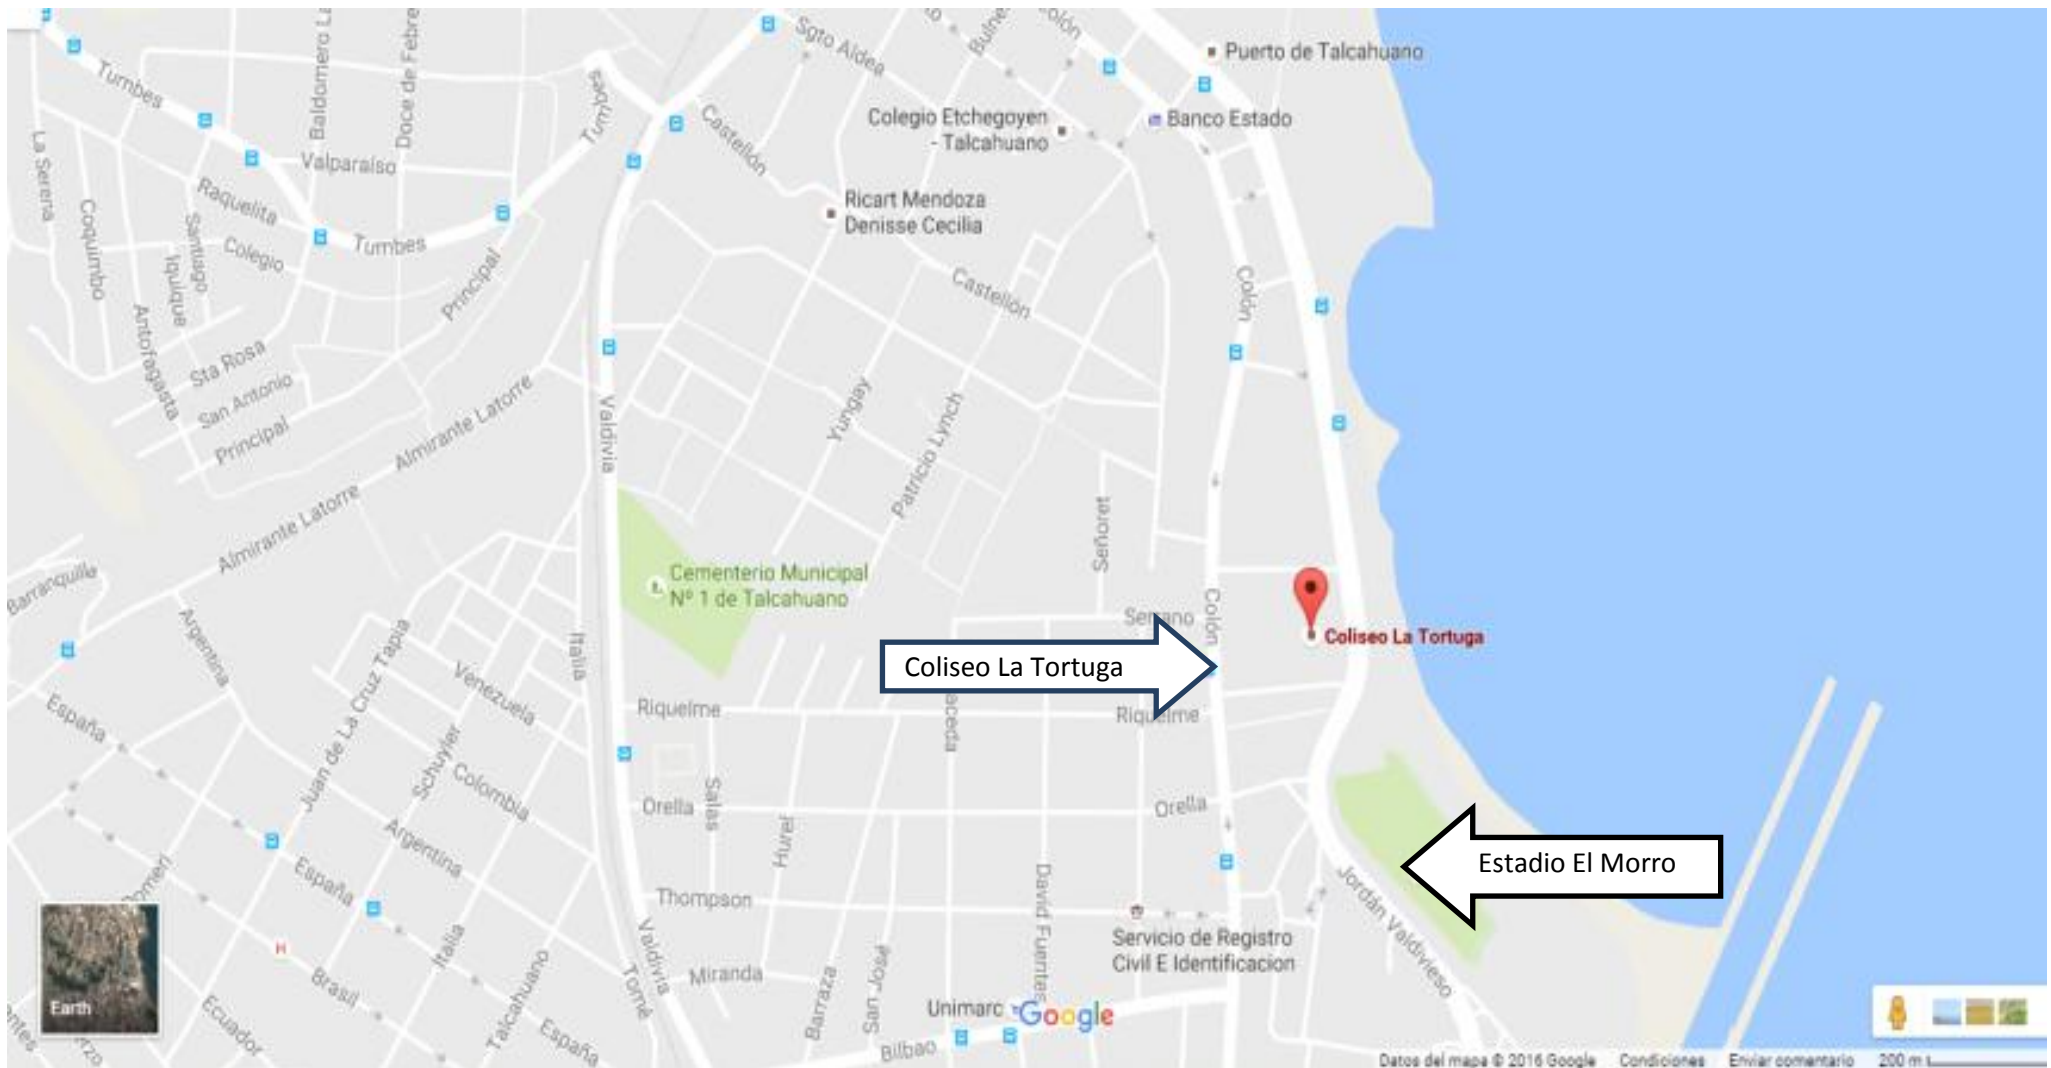 Sgto Aldea
Bulnes
Colón
Puerto de Talcahuano
Tumbes
Baldomero L
Doce de Febre
Tumbes
Castellón
Colegio Etchegoyen
- Talcahuano
Banco Estado
La Serena
Valparaíso
Raquelita
Coquimbo
Santiago
Iquique
Colegio
Tumbes
Principal
Ricart Mendoza
Denisse Cecilia
Castellón
Colón
Antofagasta
Sta Rosa
San Antonio
Principal
Almirante Latorre
Valdivia
Yungay
Patricio Lynch
Almirante Latorre
Señoret
Cementerio Municipal
Nº 1 de Talcahuano
Barranquilla
Argentina
Juan de La Cruz Tapia
Italia
Serrano
Colón
Coliseo La Tortuga
Coliseo La Tortuga
Venezuela
España
Schuyler
Riquelme
aceda
Riquelme
Colombia
Orella
Salas
Hurel
Orella
Argentina
Estadio El Morro
España
Thompson
David Fuentes
Jordán Valdivieso
Servicio de Registro
Civil E Identificacion
H
Italia
Brasil
Talcahuano
Valdivia
Tomé
Miranda
Barraza
San José
Unimarc
Google
Earth
Ecuador
España
Bilbao
Datos del mapa © 2016 Google Condiciones Enviar comentario 200 m